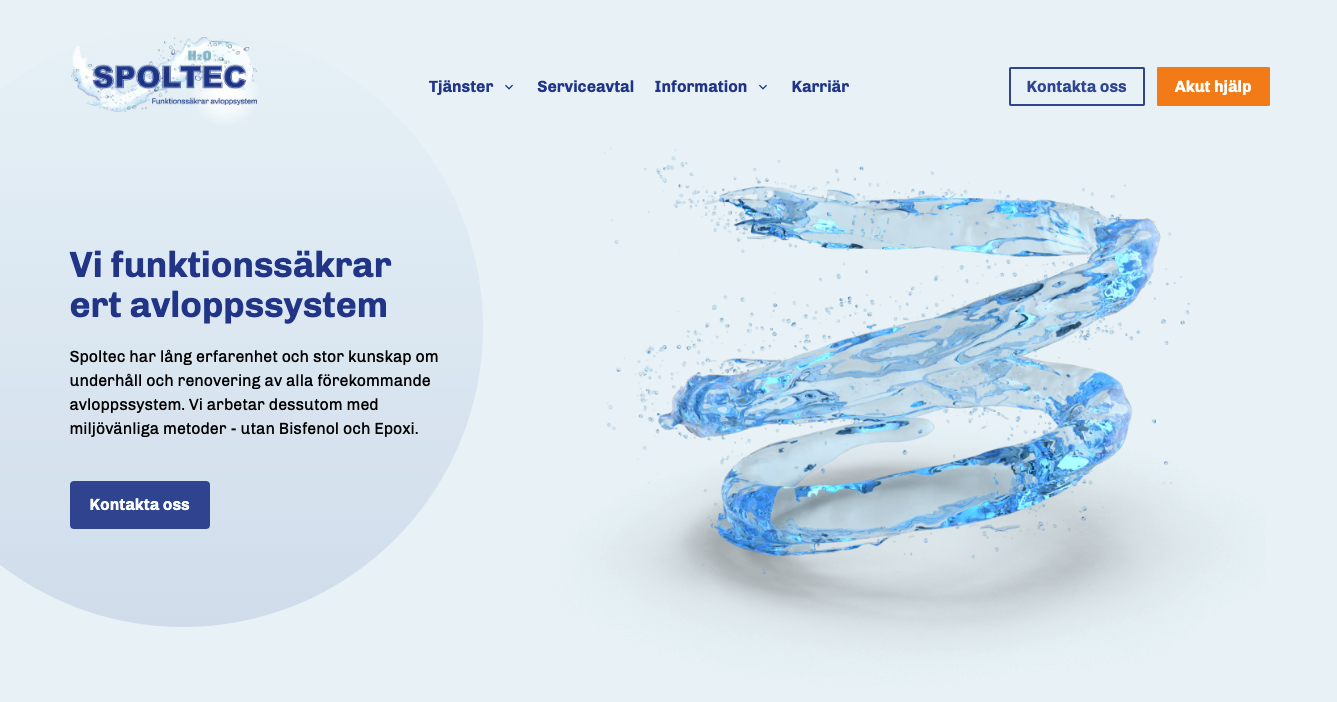 H2O
SPOLTEC
Funktionssäkrar avloppsystem
Tjänster
Serviceavtal
Information
Karriär
Kontakta oss
Akut hjälp
Vi funktionssäkrar
ert avloppssystem
Spoltec har lång erfarenhet och stor kunskap om
underhåll och renovering av alla förekommande
avloppssystem. Vi arbetar dessutom med
miljövänliga metoder - utan Bisfenol och Epoxi.
Kontakta oss